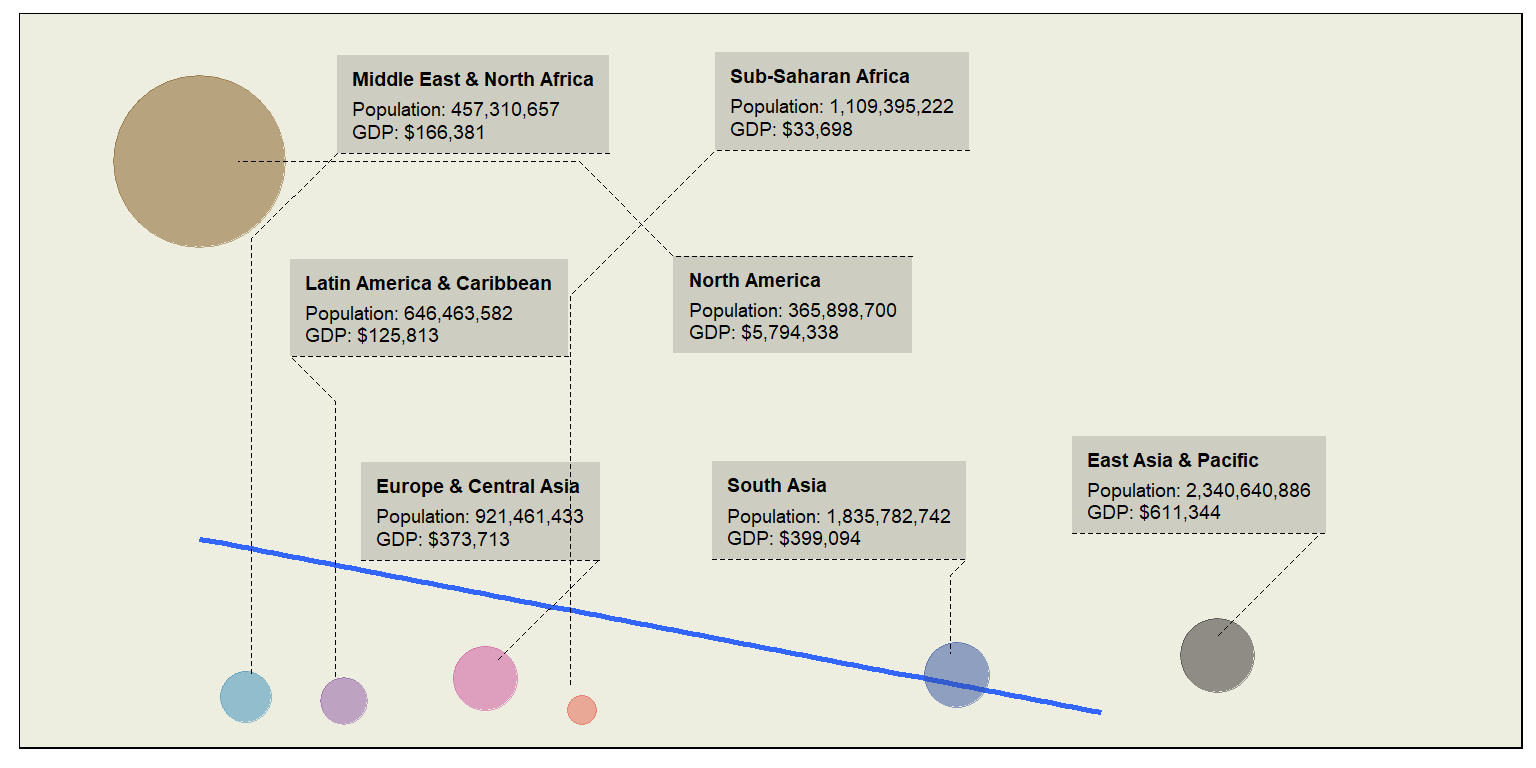 Middle East & North Africa
Population: 457,310,657
GDP: $166,381
Sub-Saharan Africa
Population: 1,109,395,222
GDP: $33,698
Latin America & Caribbean
Population: 646,463,582
GDP: $125,813
North America
Population: 365,898,700
GDP: $5,794,338
Europe & Central Asia
Population: 921,461,433
GDP: $373,713
South Asia
Population: 1,835,782,742
GDP: $399,094
East Asia & Pacific
Population: 2,340,640,886
GDP: $611,344